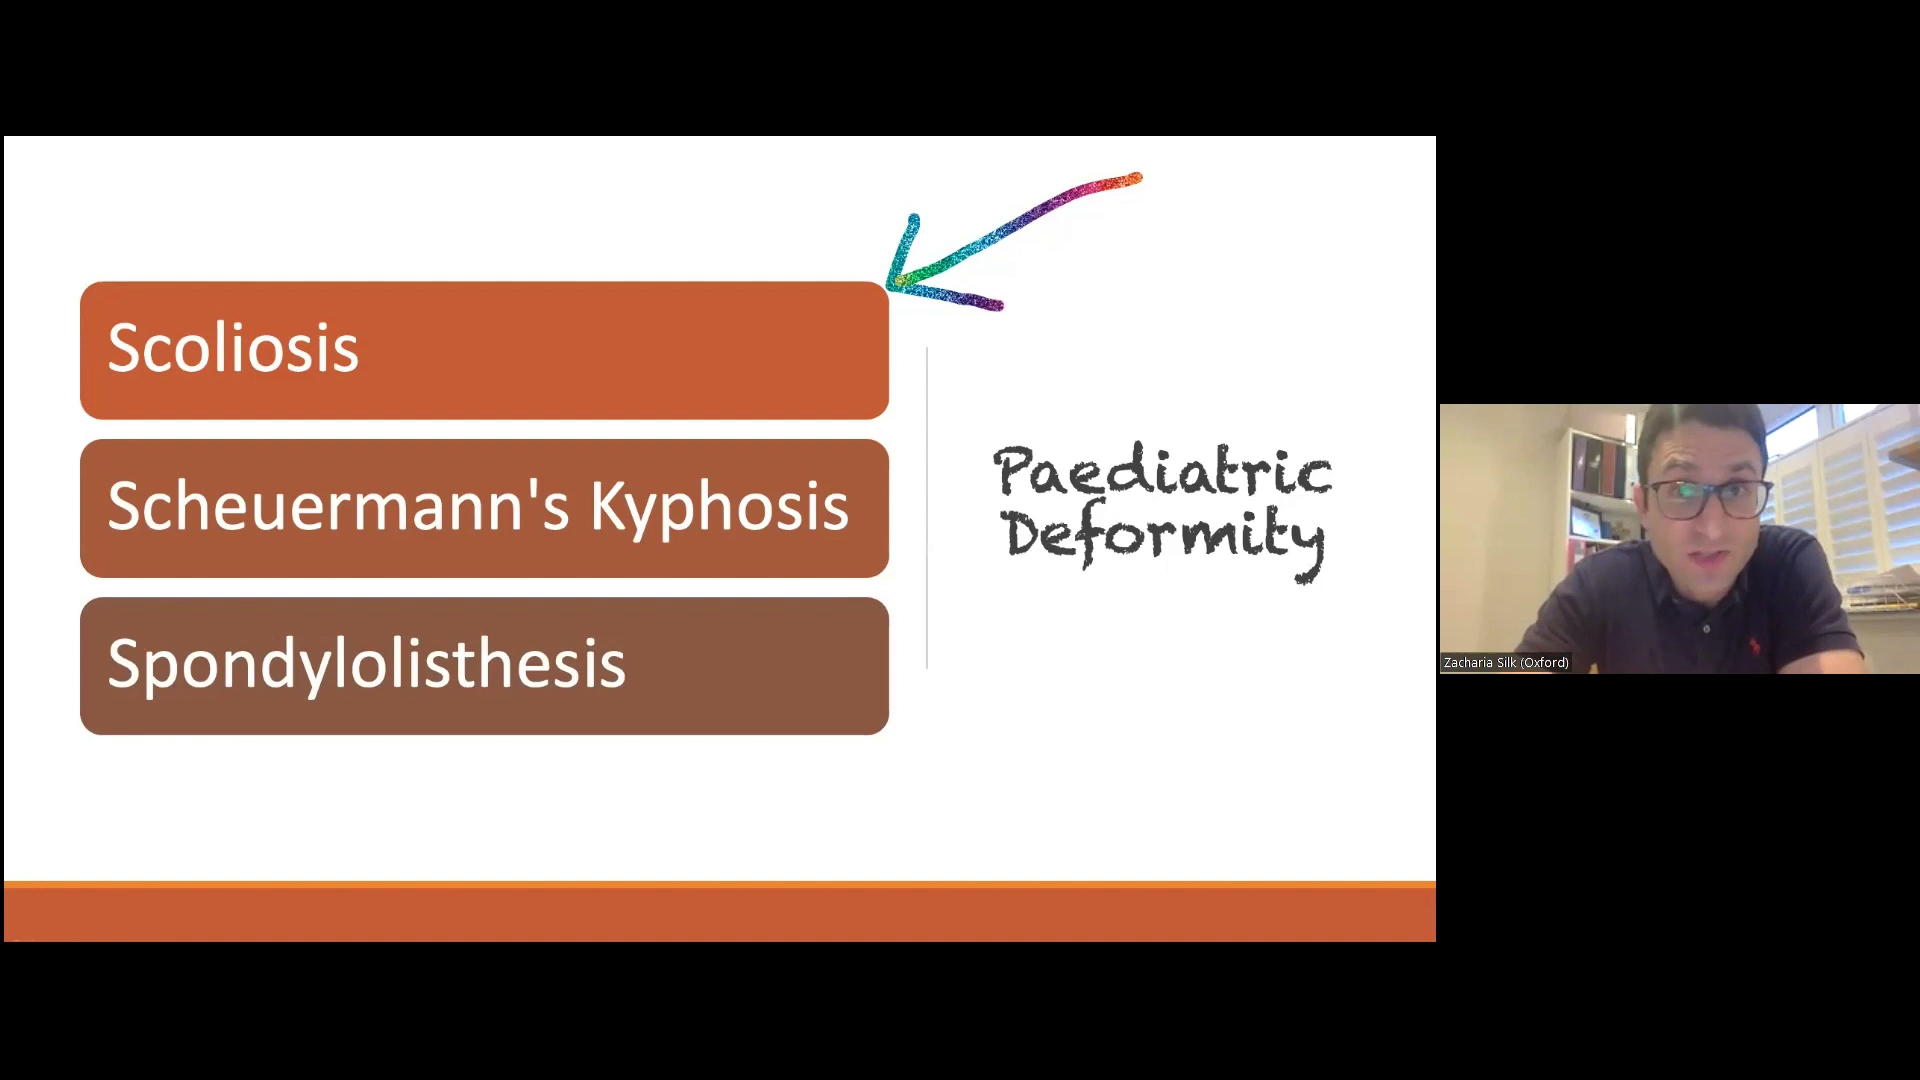 Scoliosis
Scheuermann's Kyphosis
Spondylolisthesis
Paediatric
Deformity
Zacharia Silk (Oxford)